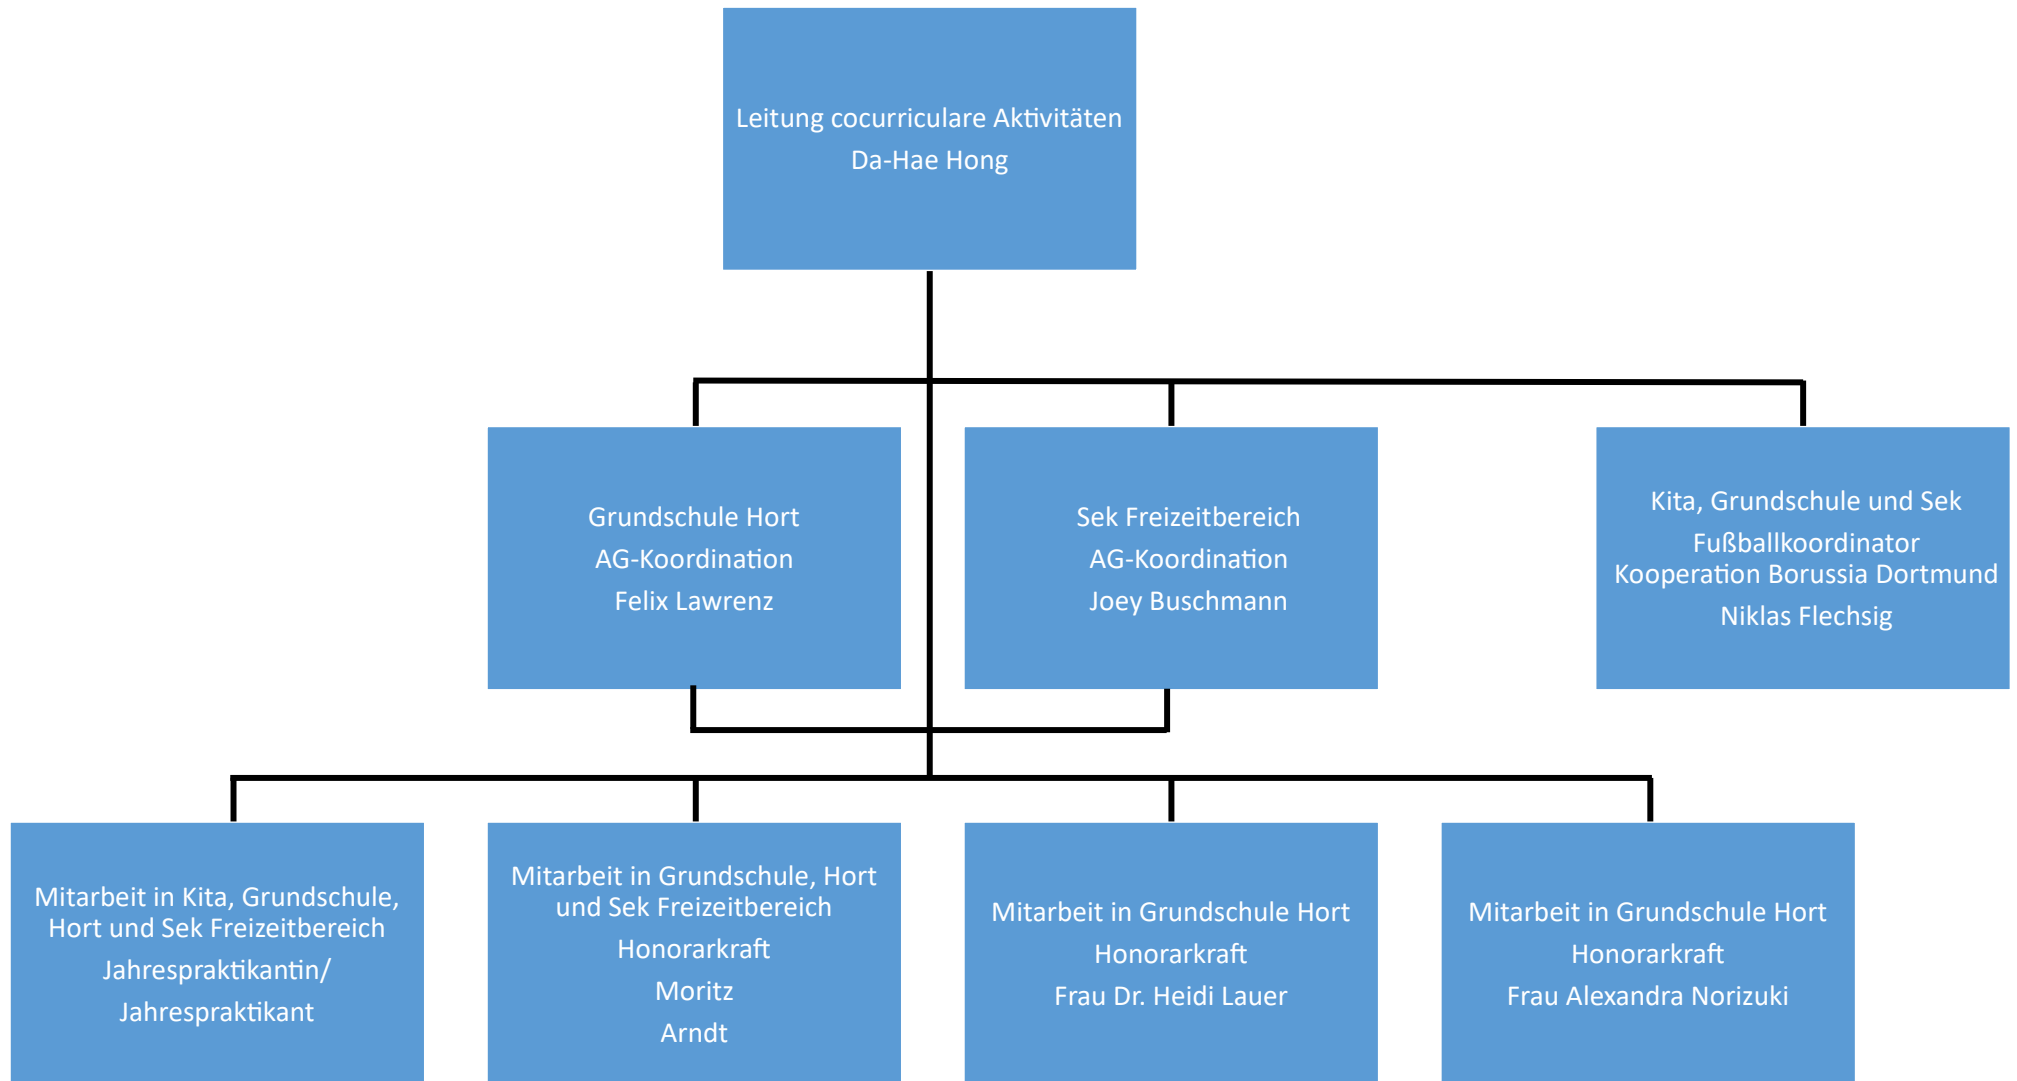 Leitung cocurriculare Aktivitäten
Da-Hae Hong
Grundschule Hort
AG-Koordination
Felix Lawrenz
Sek Freizeitbereich
AG-Koordination
Joey Buschmann
Kita, Grundschule und Sek
Fußballkoordinator
Kooperation Borussia Dortmund
Niklas Flechsig
Mitarbeit in Kita, Grundschule,
Hort und Sek Freizeitbereich
Jahrespraktikantin/
Jahrespraktikant
Mitarbeit in Grundschule, Hort
und Sek Freizeitbereich
Honorarkraft
Moritz
Arndt
Mitarbeit in Grundschule Hort
Honorarkraft
Frau Dr. Heidi Lauer
Mitarbeit in Grundschule Hort
Honorarkraft
Frau Alexandra Norizuki